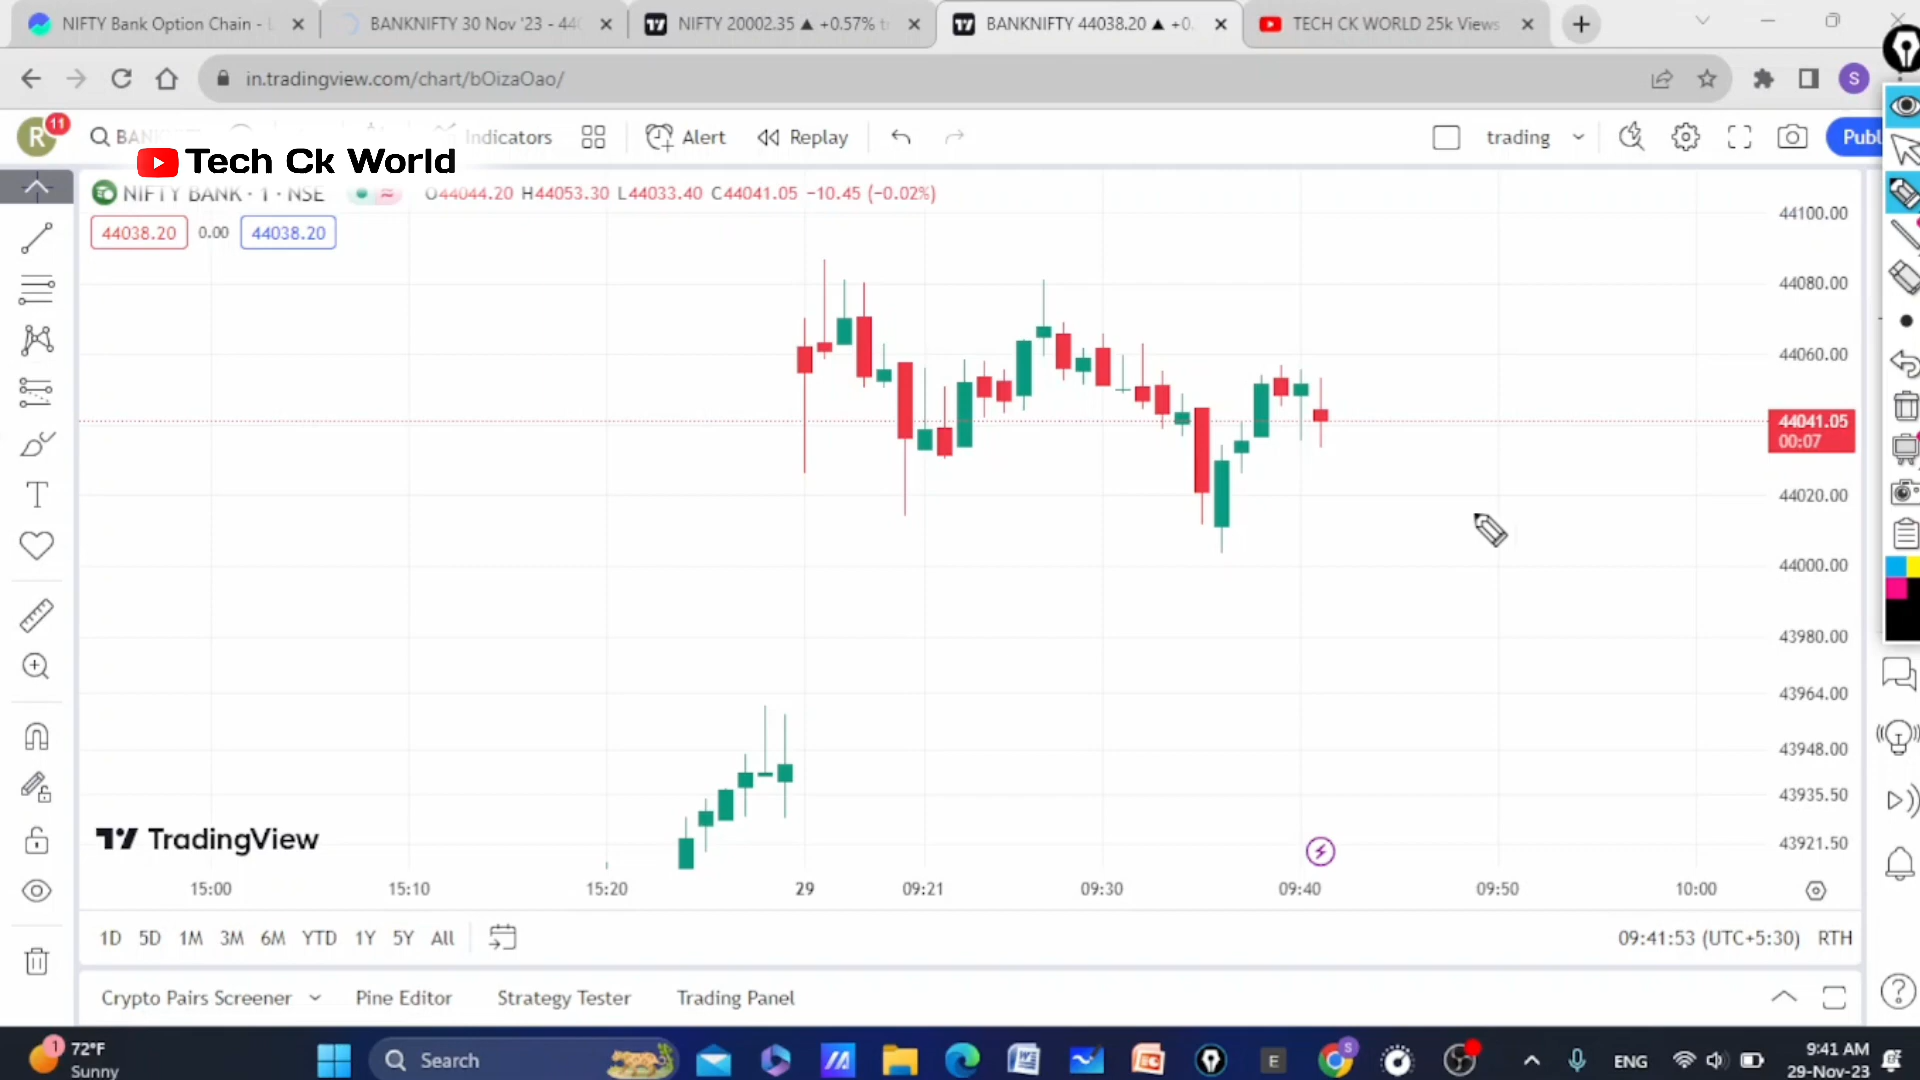 NIFTY Bank Option Chain -
BANKNIFTY 30 Nov '23 - 440
NIFTY 20002.35 ▲ +0.57%
BANKNIFTY 44038.20 ▲ +0.
TECH CK WORLD 25k Views
in.tradingview.com/chart/bOizaOao/
S
R
11
Indicators
Alert
Replay
trading
Publ
Tech Ck World
NIFTY BANK · 1 · NSE
O44044.20 H44053.30 L44033.40 C44041.05 −10.45 (−0.02%)
44038.20 0.00 44038.20
44100.00
44080.00
44060.00
44041.05
00:07
44020.00
44000.00
43980.00
43964.00
43948.00
43935.50
43921.50
TradingView
15:00 15:10 15:20 29 09:21 09:30 09:40 09:50 10:00
1D 5D 1M 3M 6M YTD 1Y 5Y All
09:41:53 (UTC+5:30) RTH
Crypto Pairs Screener Pine Editor Strategy Tester Trading Panel
1
72°F
Sunny
Search
E
S
ENG
9:41 AM
29-Nov-23